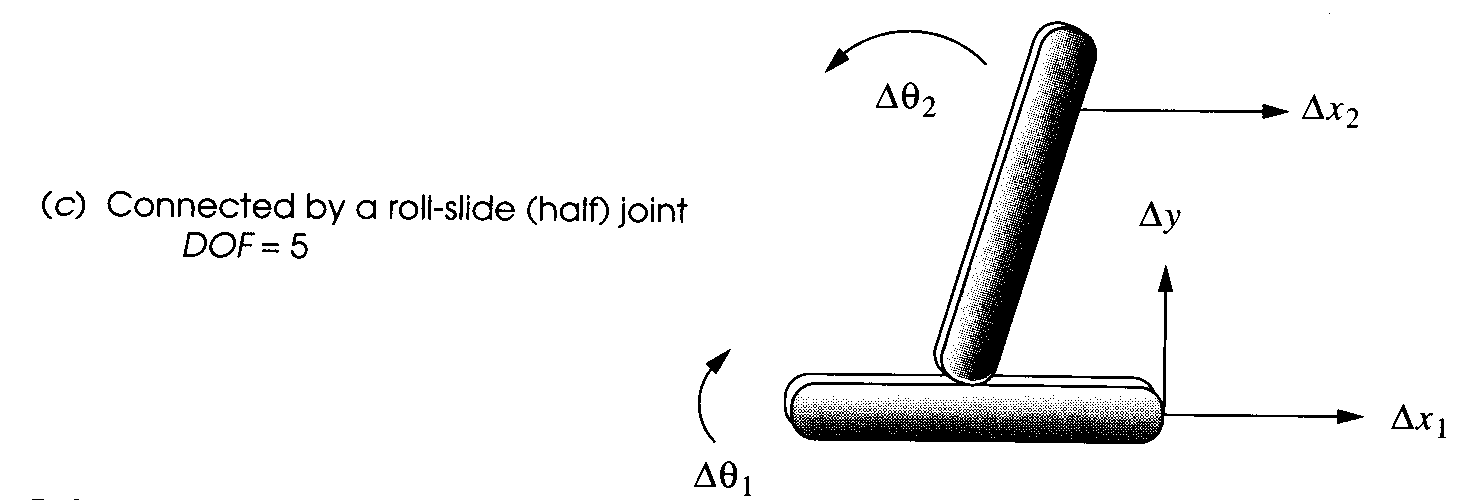 Δθ₂
Δx₂
(c) Connected by a roll-slide (half) joint
DOF = 5
Δy
Δx₁
Δθ₁